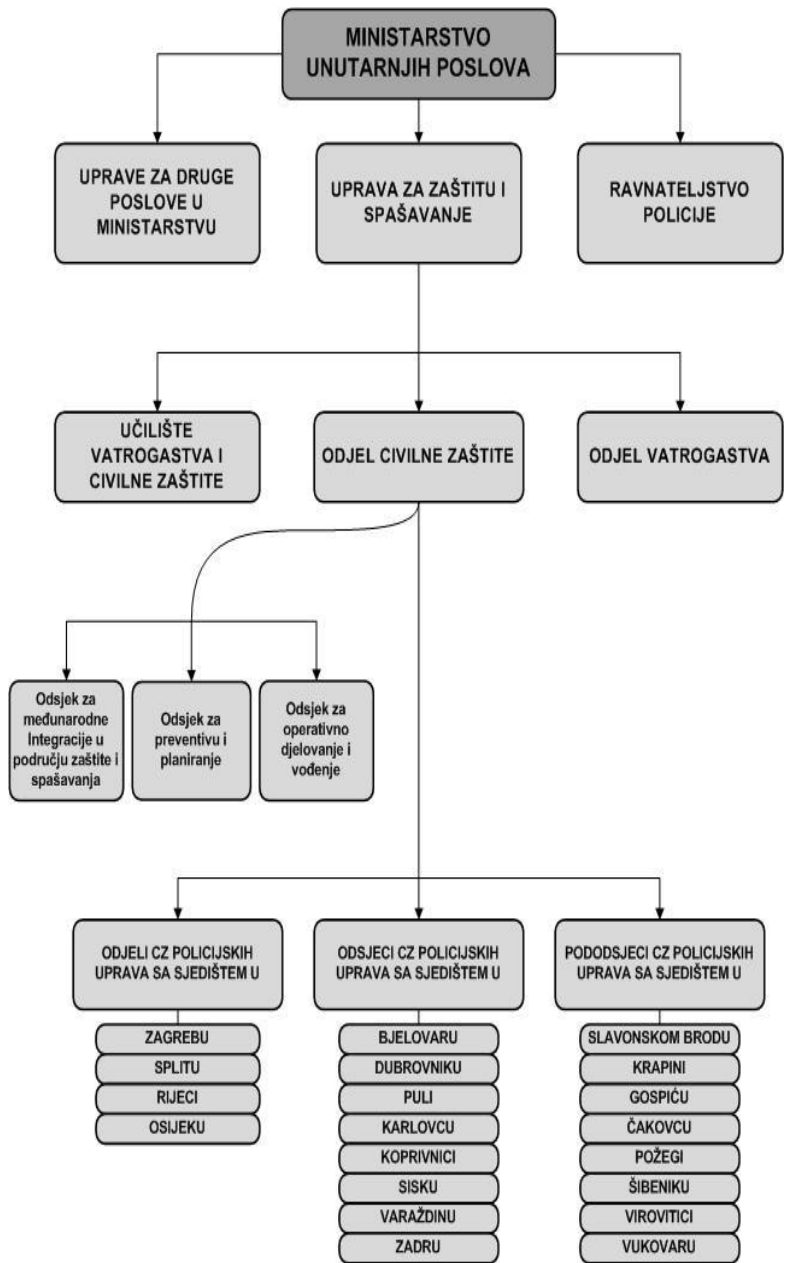 MINISTARSTVO
UNUTARNJIH POSLOVA
UPRAVE ZA DRUGE
POSLOVE U
MINISTARSTVU
UPRAVA ZA ZAŠTITU I
SPAŠAVANJE
RAVNATELJSTVO
POLICIJE
UČILIŠTE
VATROGASTVA I
CIVILNE ZAŠTITE
ODJEL CIVILNE ZAŠTITE
ODJEL VATROGASTVA
Odsjek za
međunarodne
Integracije u
području zaštite i
spašavanja
Odsjek za
preventivu i
planiranje
Odsjek za
operativno
djelovanje i
vođenje
ODJELI CZ POLICIJSKIH
UPRAVA SA SJEDIŠTEM U
ZAGREBU
SPLITU
RIJECI
OSIJEKU
ODSJECI CZ POLICIJSKIH
UPRAVA SA SJEDIŠTEM U
BJELOVARU
DUBROVNIKU
PULI
KARLOVCU
KOPRIVNICI
SISKU
VARAŽDINU
ZADRU
PODODSJECI CZ POLICIJSKIH
UPRAVA SA SJEDIŠTEM U
SLAVONSKOM BRODU
KRAPINI
GOSPIĆU
ČAKOVCU
POŽEGI
ŠIBENIKU
VIROVITICI
VUKOVARU